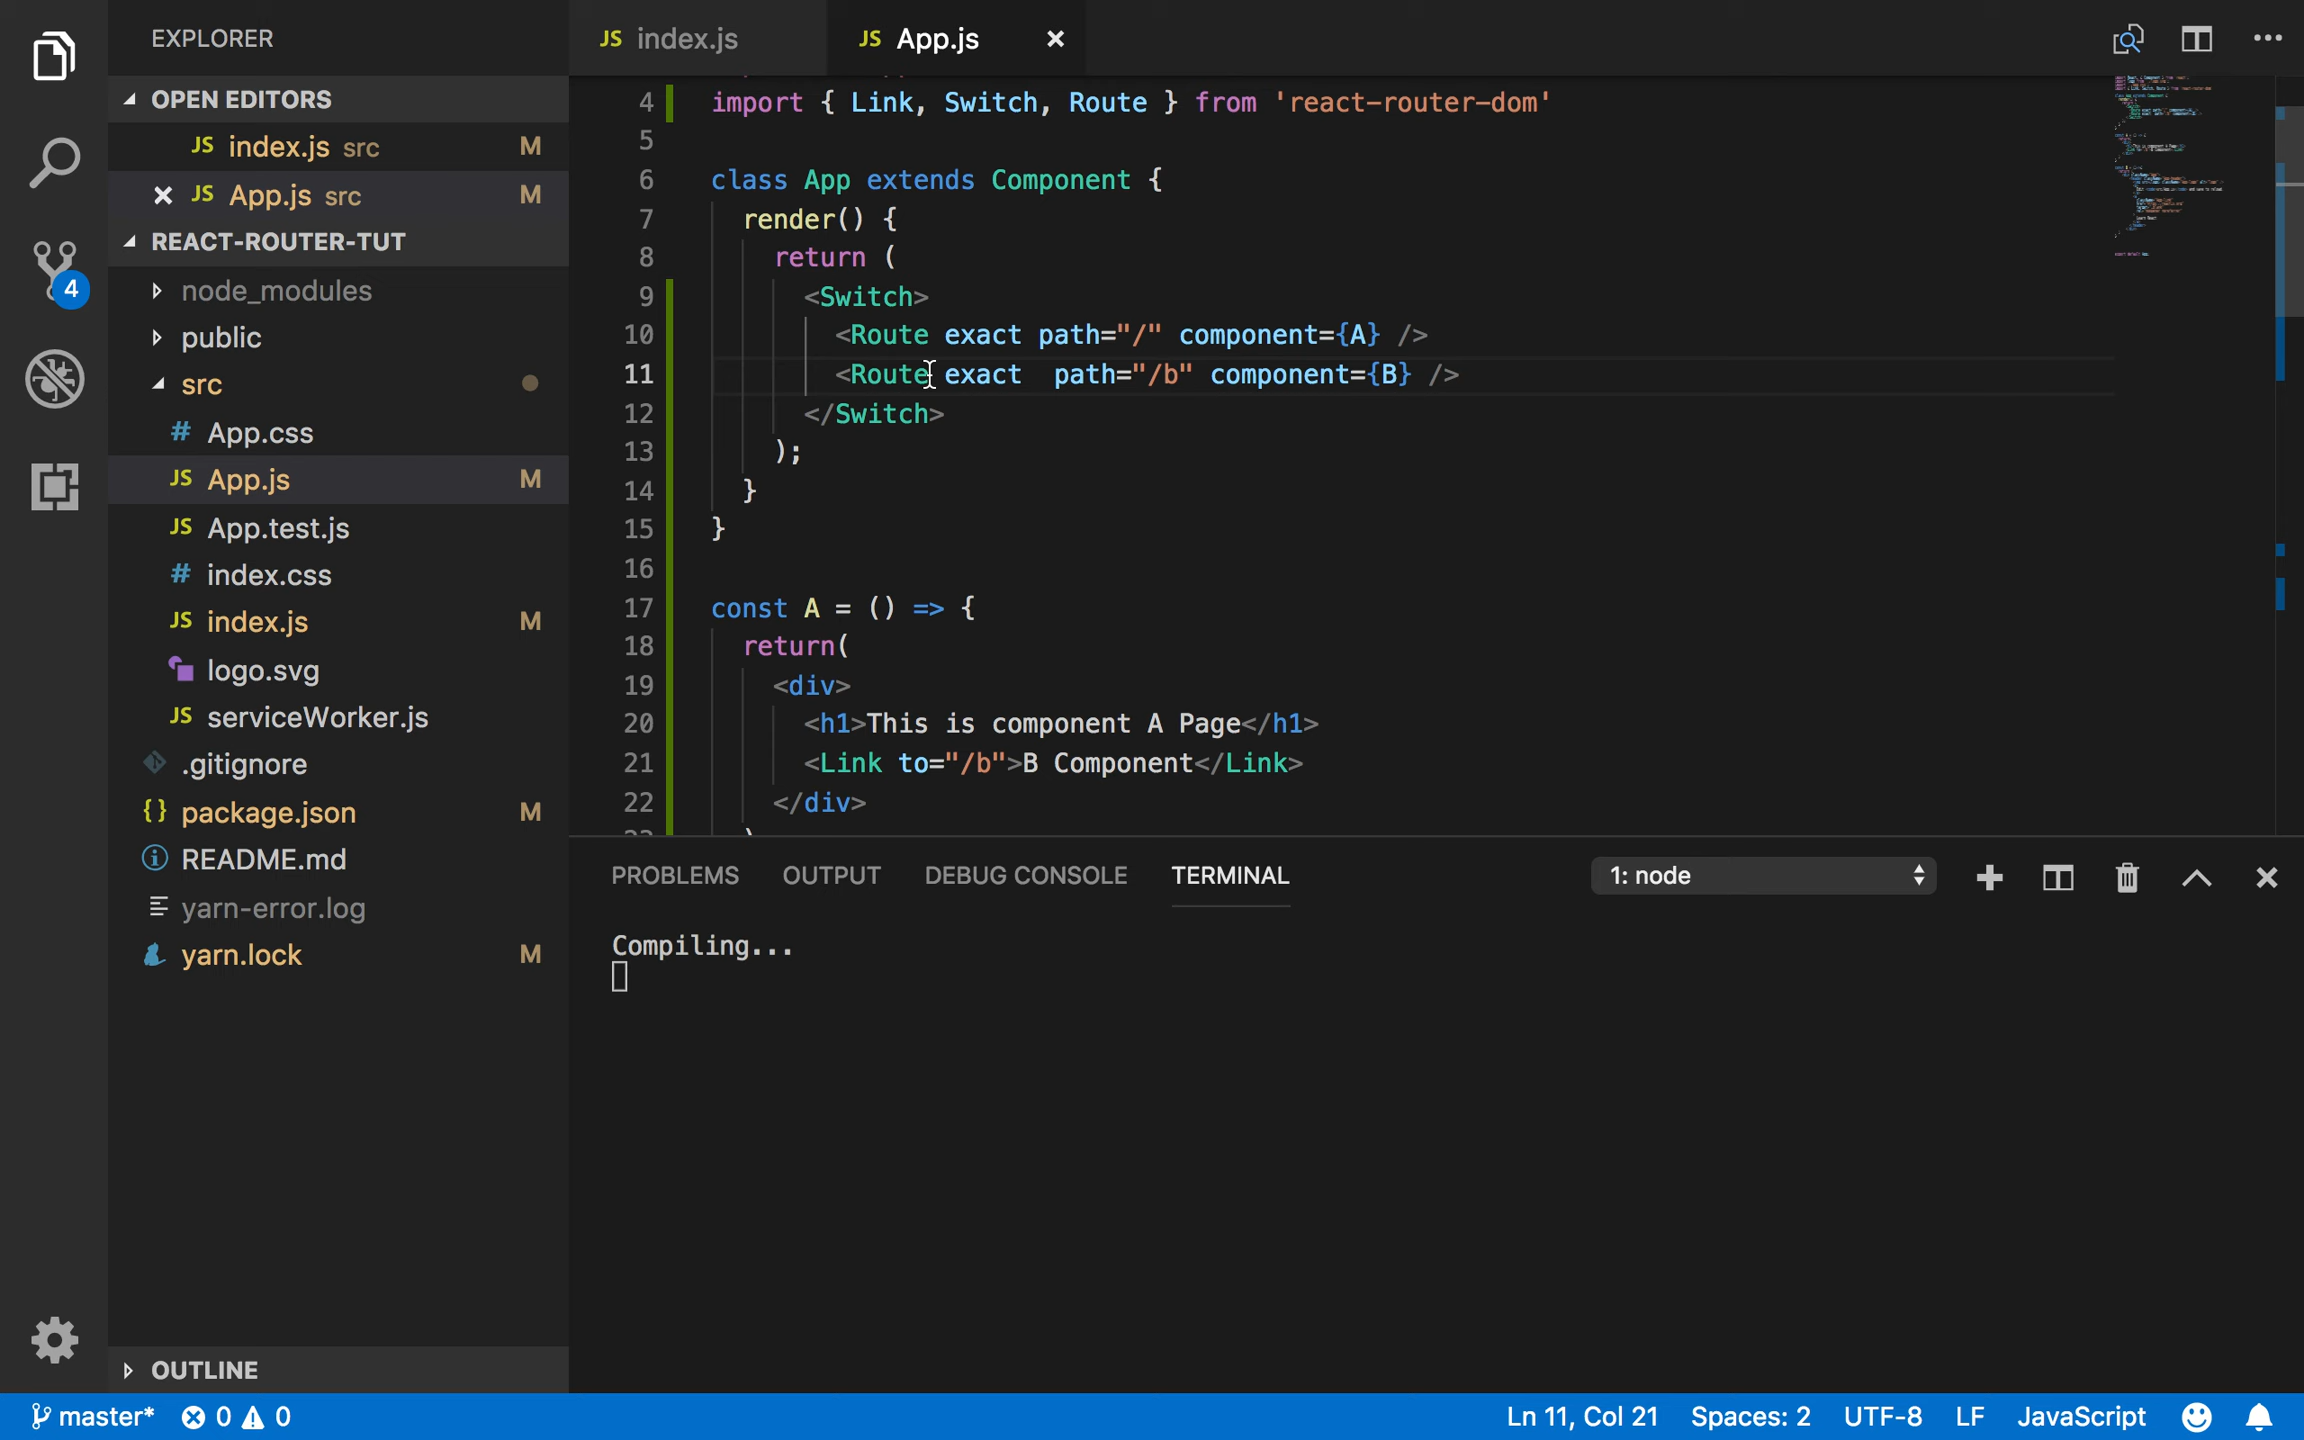 EXPLORER
OPEN EDITORS
JS index.js src M
JS App.js src M
REACT-ROUTER-TUT
node_modules
public
src
# App.css
JS App.js M
JS App.test.js
# index.css
JS index.js M
logo.svg
JS serviceWorker.js
.gitignore
{} package.json M
README.md
yarn-error.log
yarn.lock M
OUTLINE
4
JS index.js
JS App.js
4 import { Link, Switch, Route } from 'react-router-dom'
5
6 class App extends Component {
7 render() {
8 return (
9 <Switch>
10 <Route exact path="/" component={A} />
11 <Route exact  path="/b" component={B} />
12 </Switch>
13 );
14 }
15 }
16
17 const A = () => {
18 return(
19 <div>
20 <h1>This is component A Page</h1>
21 <Link to="/b">B Component</Link>
22 </div>
PROBLEMS OUTPUT DEBUG CONSOLE TERMINAL 1: node
Compiling...
master* 0 0 Ln 11, Col 21 Spaces: 2 UTF-8 LF JavaScript